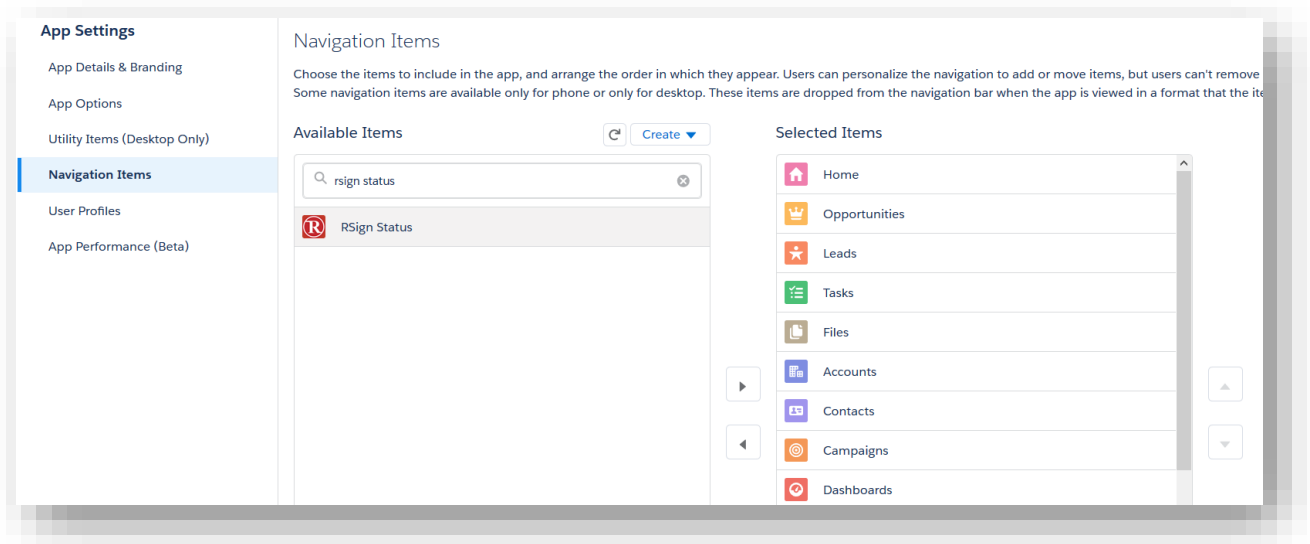 App Settings
App Details & Branding
App Options
Utility Items (Desktop Only)
Navigation Items
User Profiles
App Performance (Beta)
Navigation Items
Choose the items to include in the app, and arrange the order in which they appear. Users can personalize the navigation to add or move items, but users can't remove
Some navigation items are available only for phone or only for desktop. These items are dropped from the navigation bar when the app is viewed in a format that the
Available Items
Create
rsign status
R
RSign Status
Selected Items
Home
Opportunities
Leads
Tasks
Files
Accounts
Contacts
Campaigns
Dashboards